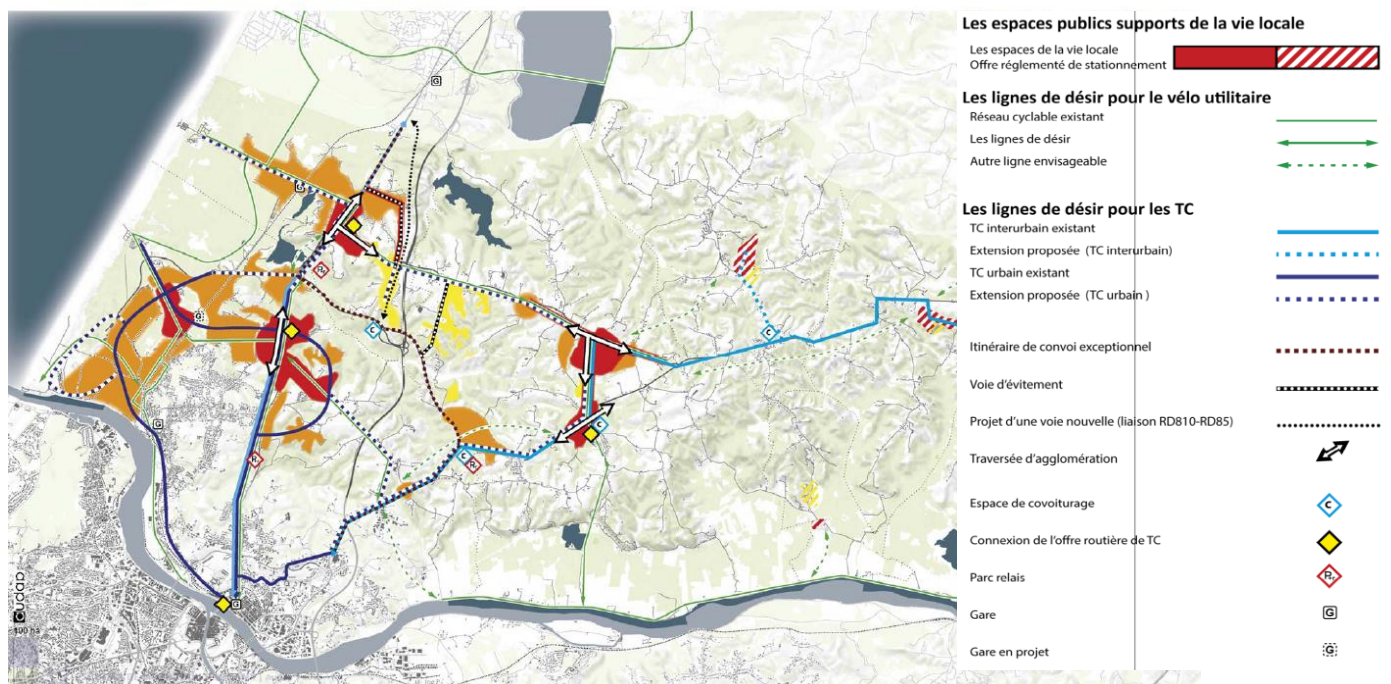 Les espaces publics supports de la vie locale
Les espaces de la vie locale
Offre réglementé de stationnement
Les lignes de désir pour le vélo utilitaire
Réseau cyclable existant
Les lignes de désir
Autre ligne envisageable
Les lignes de désir pour les TC
TC interurbain existant
Extension proposée (TC interurbain)
TC urbain existant
Extension proposée (TC urbain )
Itinéraire de convoi exceptionnel
Voie d'évitement
Projet d'une voie nouvelle (liaison RD810-RD85)
Traversée d'agglomération
Espace de covoiturage
C
Connexion de l'offre routière de TC
Parc relais
Gare
G
Gare en projet
G
G
G
G
G
G
C
C
C
C
audap